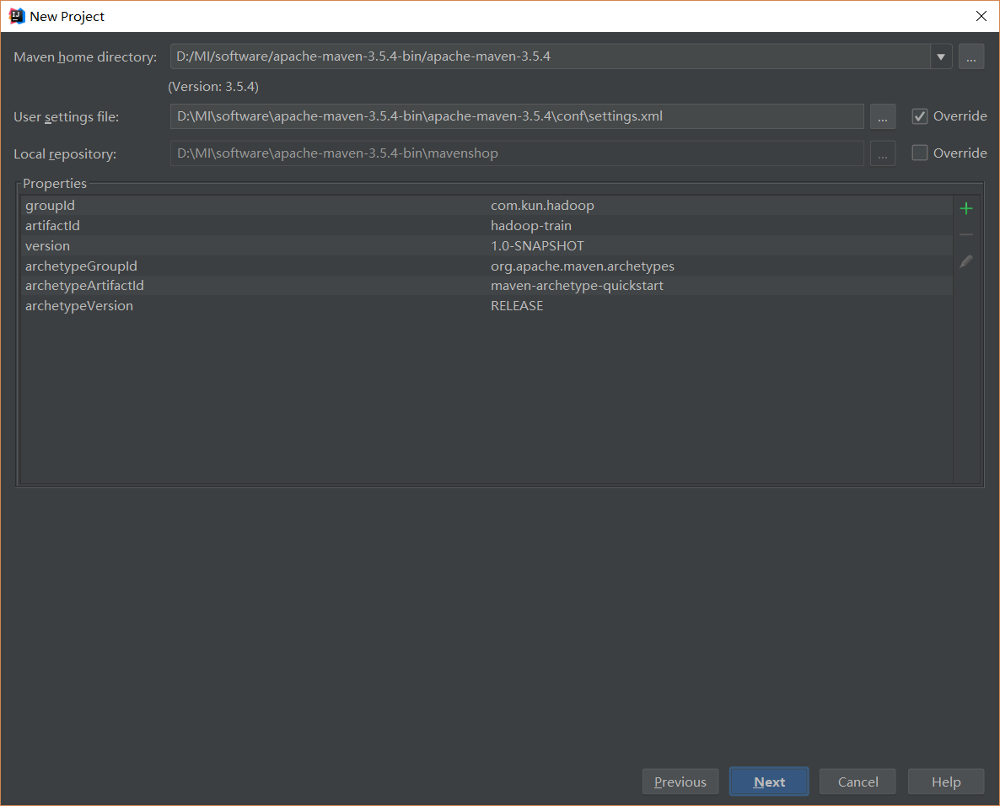 New Project
Maven home directory: D:/MI/software/apache-maven-3.5.4-bin/apache-maven-3.5.4 ...
(Version: 3.5.4)
User settings file: D:\MI\software\apache-maven-3.5.4-bin\apache-maven-3.5.4\conf\settings.xml ... Override
Local repository: D:\MI\software\apache-maven-3.5.4-bin\mavenshop ... Override
Properties
groupId com.kun.hadoop
artifactId hadoop-train
version 1.0-SNAPSHOT
archetypeGroupId org.apache.maven.archetypes
archetypeArtifactId maven-archetype-quickstart
archetypeVersion RELEASE
Previous Next Cancel Help